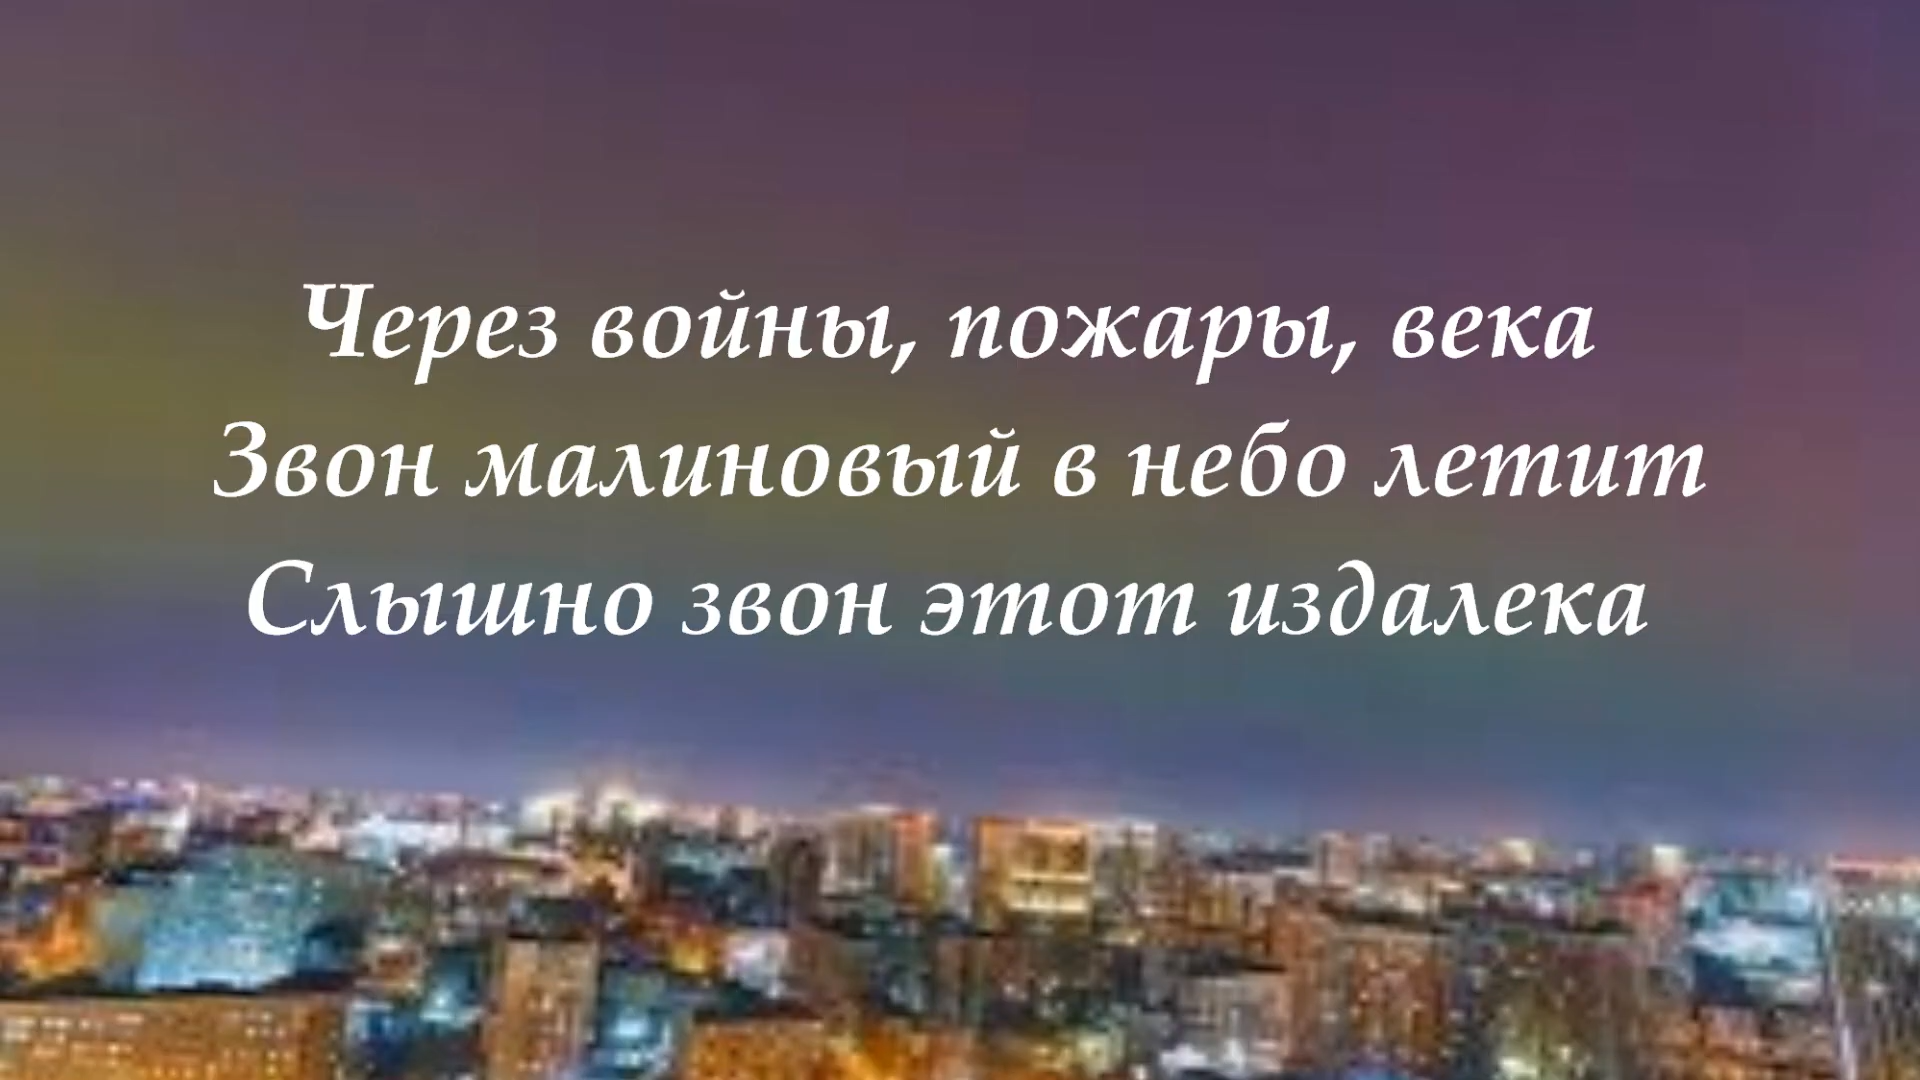 Через войны, пожары, века
Звон малиновый в небо летит
Слышно звон этот издалека